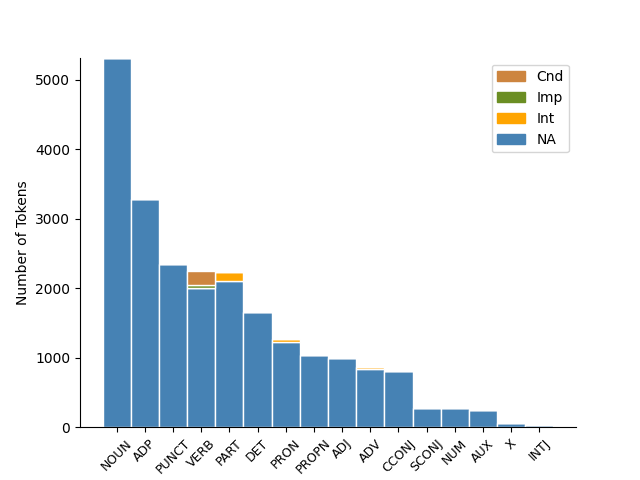 Cnd
Imp
Int
NA
Number of Tokens
5000
4000
3000
2000
1000
0
NOUN
ADP
PUNCT
VERB
PART
DET
PRON
PROPN
ADJ
ADV
CCONJ
SCONJ
NUM
AUX
X
INTJ